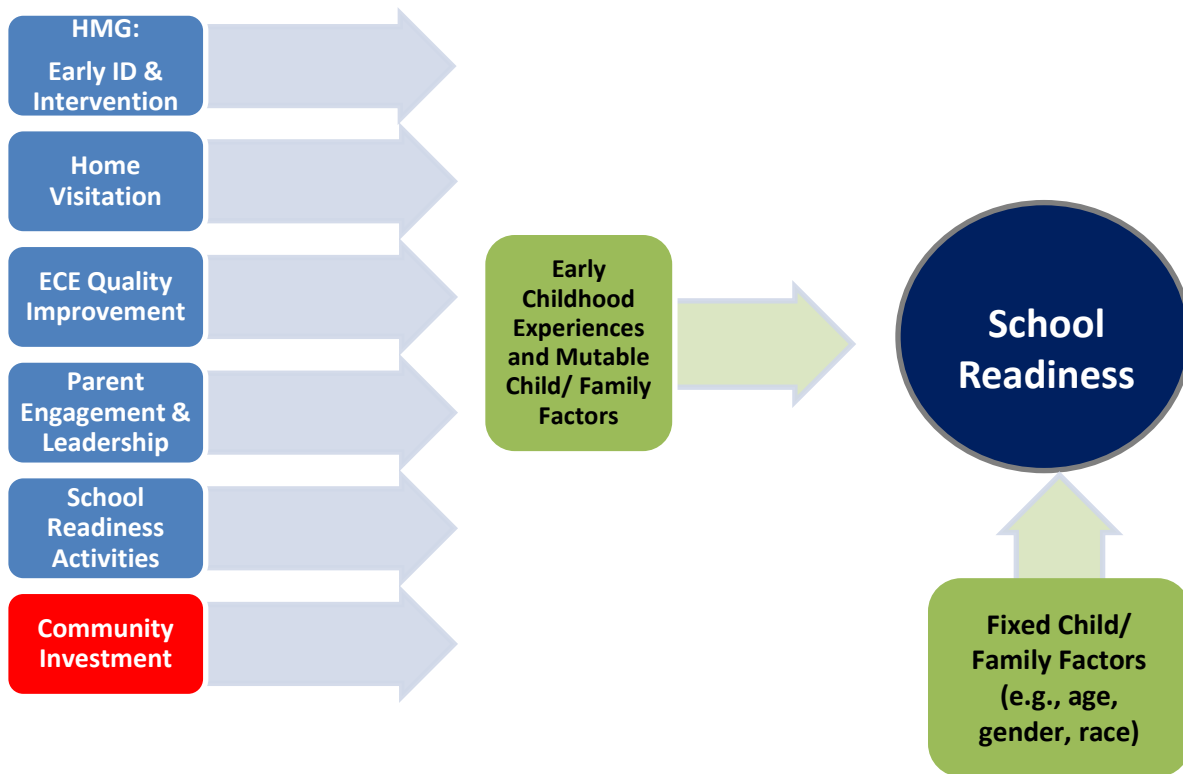 HMG:
Early ID &
Intervention
Home
Visitation
ECE Quality
Improvement
Parent
Engagement &
Leadership
School
Readiness
Activities
Community
Investment
Early
Childhood
Experiences
and Mutable
Child/ Family
Factors
School
Readiness
Fixed Child/
Family Factors
(e.g., age,
gender, race)